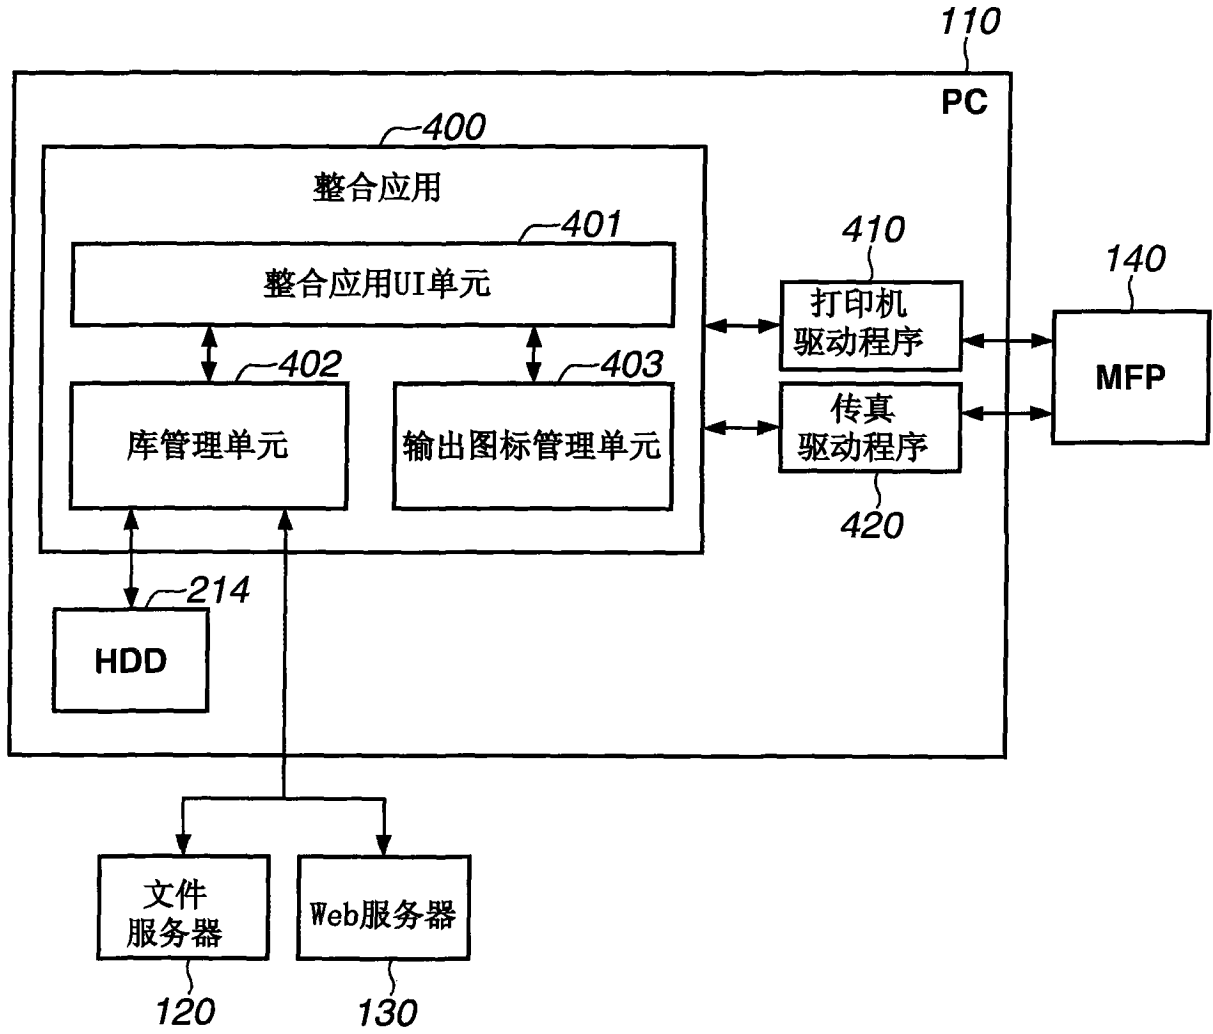 110
PC
400
整合应用
401
整合应用UI单元
402
库管理单元
403
输出图标管理单元
410
打印机
驱动程序
传真
驱动程序
420
140
MFP
214
HDD
文件
服务器
120
Web服务器
130